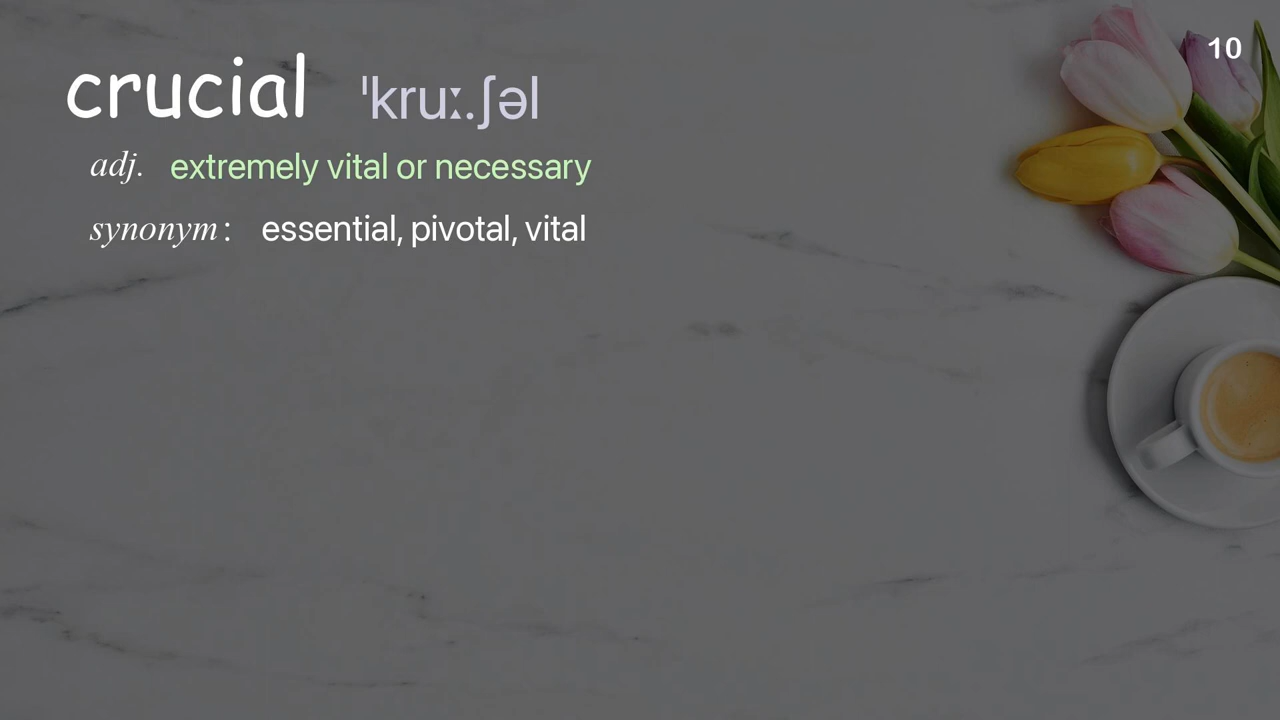 10
crucial ˈkruː.ʃəl
adj. extremely vital or necessary
synonym : essential, pivotal, vital